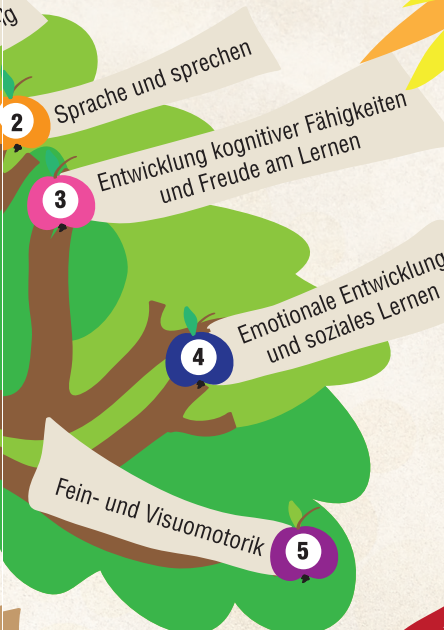 2
Sprache und sprechen
3
Entwicklung kognitiver Fähigkeiten
und Freude am Lernen
4
Emotionale Entwicklung
und soziales Lernen
Fein- und Visuomotorik
5